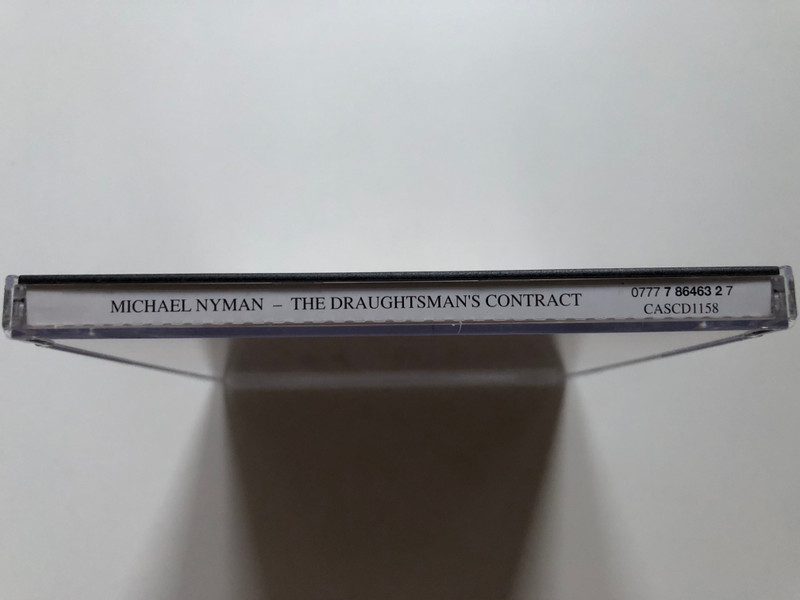 MICHAEL NYMAN – THE DRAUGHTSMAN'S CONTRACT
0777 7 86463 2 7
CASCD1158